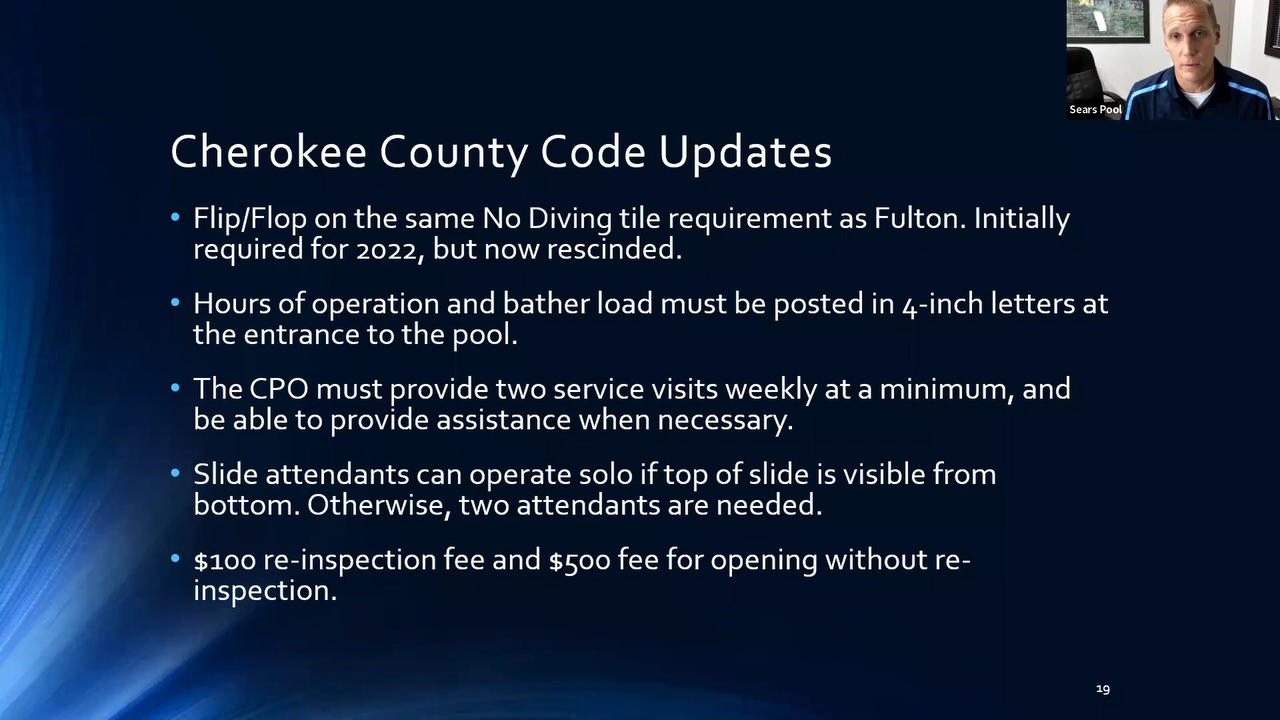 Sears Pool
Cherokee County Code Updates
• Flip/Flop on the same No Diving tile requirement as Fulton. Initially
required for 2022, but now rescinded.
• Hours of operation and bather load must be posted in 4-inch letters at
the entrance to the pool.
• The CPO must provide two service visits weekly at a minimum, and
be able to provide assistance when necessary.
• Slide attendants can operate solo if top of slide is visible from
bottom. Otherwise, two attendants are needed.
• $100 re-inspection fee and $500 fee for opening without re-
inspection.
19